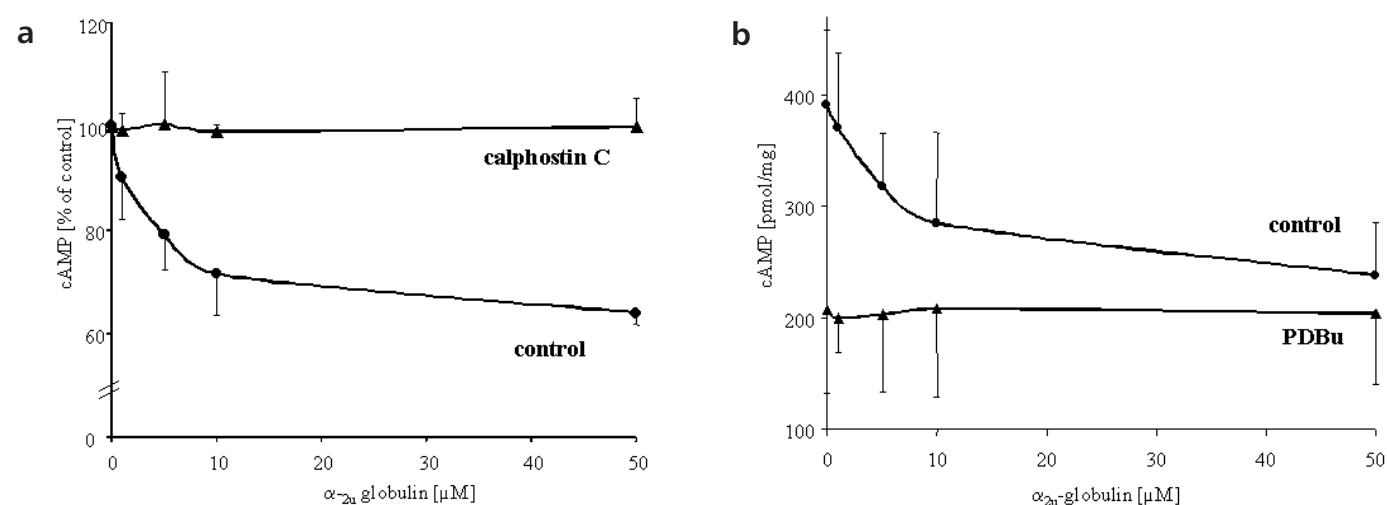 a
120
100
80
60
0
cAMP [% of control]
calphostin C
control
0 10 20 30 40 50
α-2u globulin [µM]
b
400
300
200
100
cAMP [pmol/mg]
control
PDBu
0 10 20 30 40 50
α2u-globulin [µM]